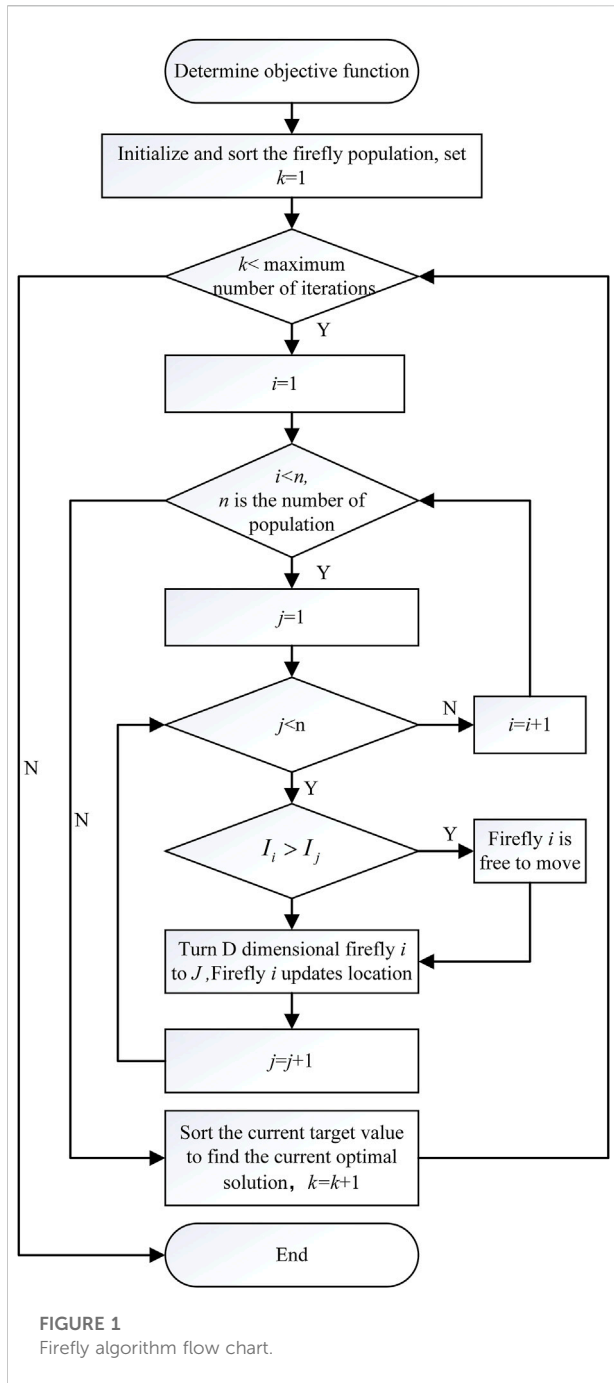 Determine objective function
Initialize and sort the firefly population, set
k=1
k< maximum
number of iterations
Y
i=1
i<n,
n is the number of
population
Y
j=1
j<n
N
i=i+1
N
N
Y
I_i > I_j
Y
Firefly i is
free to move
Turn D dimensional firefly i
to J ,Firefly i updates location
j=j+1
Sort the current target value
to find the current optimal
solution，k=k+1
End
FIGURE 1
Firefly algorithm flow chart.